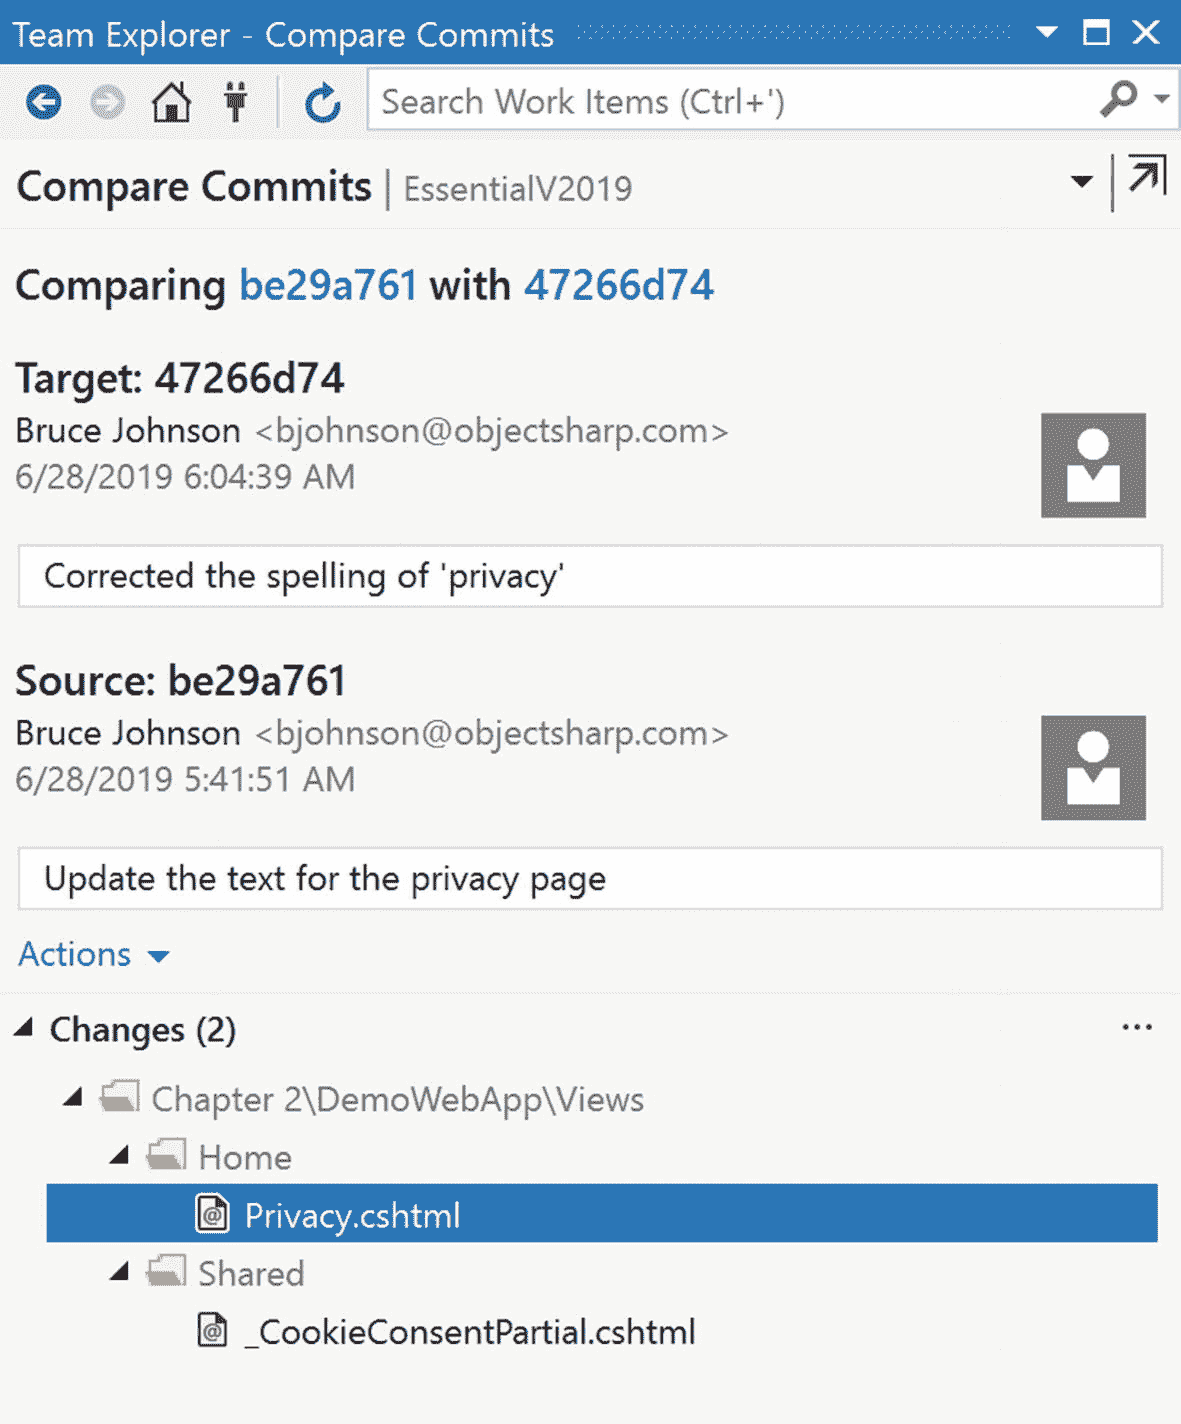 Team Explorer - Compare Commits
Search Work Items (Ctrl+')
Compare Commits | EssentialV2019
Comparing be29a761 with 47266d74
Target: 47266d74
Bruce Johnson <bjohnson@objectsharp.com>
6/28/2019 6:04:39 AM
Corrected the spelling of 'privacy'
Source: be29a761
Bruce Johnson <bjohnson@objectsharp.com>
6/28/2019 5:41:51 AM
Update the text for the privacy page
Actions
Changes (2)
Chapter 2\DemoWebApp\Views
Home
Privacy.cshtml
Shared
_CookieConsentPartial.cshtml